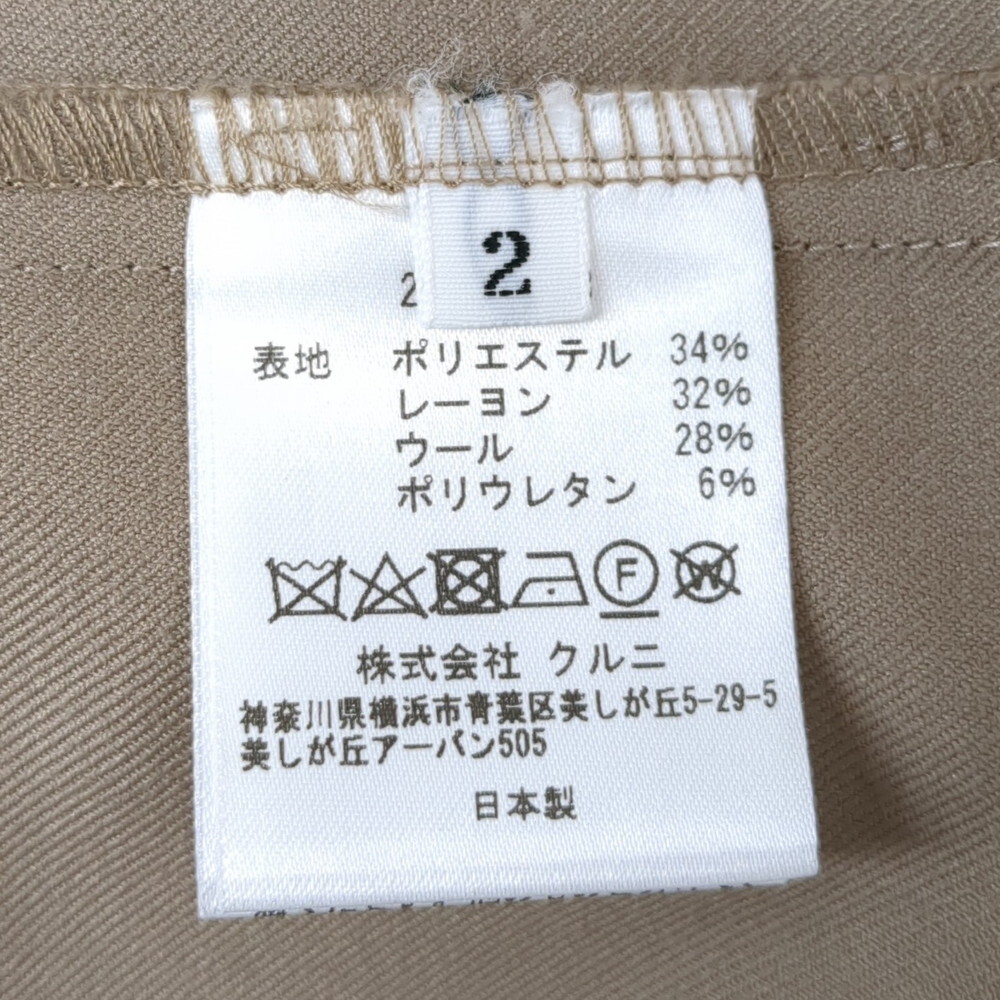 2
2
表地 ポリエステル 34%
レーヨン 32%
ウール 28%
ポリウレタン 6%
F
W
株式会社 クルニ
神奈川県横浜市青葉区美しが丘5-29-5
美しが丘アーバン505
日本製